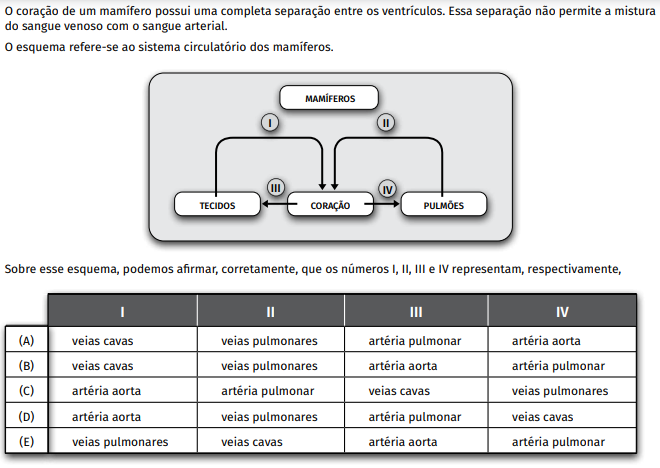 O coração de um mamífero possui uma completa separação entre os ventrículos. Essa separação não permite a mistura
do sangue venoso com o sangue arterial.
O esquema refere-se ao sistema circulatório dos mamíferos.
MAMÍFEROS
I
II
III
IV
TECIDOS
CORAÇÃO
PULMÕES
Sobre esse esquema, podemos afirmar, corretamente, que os números I, II, III e IV representam, respectivamente,
I II III IV
(A) veias cavas veias pulmonares artéria pulmonar artéria aorta
(B) veias cavas veias pulmonares artéria aorta artéria pulmonar
(C) artéria aorta artéria pulmonar veias cavas veias pulmonares
(D) artéria aorta veias pulmonares artéria pulmonar veias cavas
(E) veias pulmonares veias cavas artéria aorta artéria pulmonar